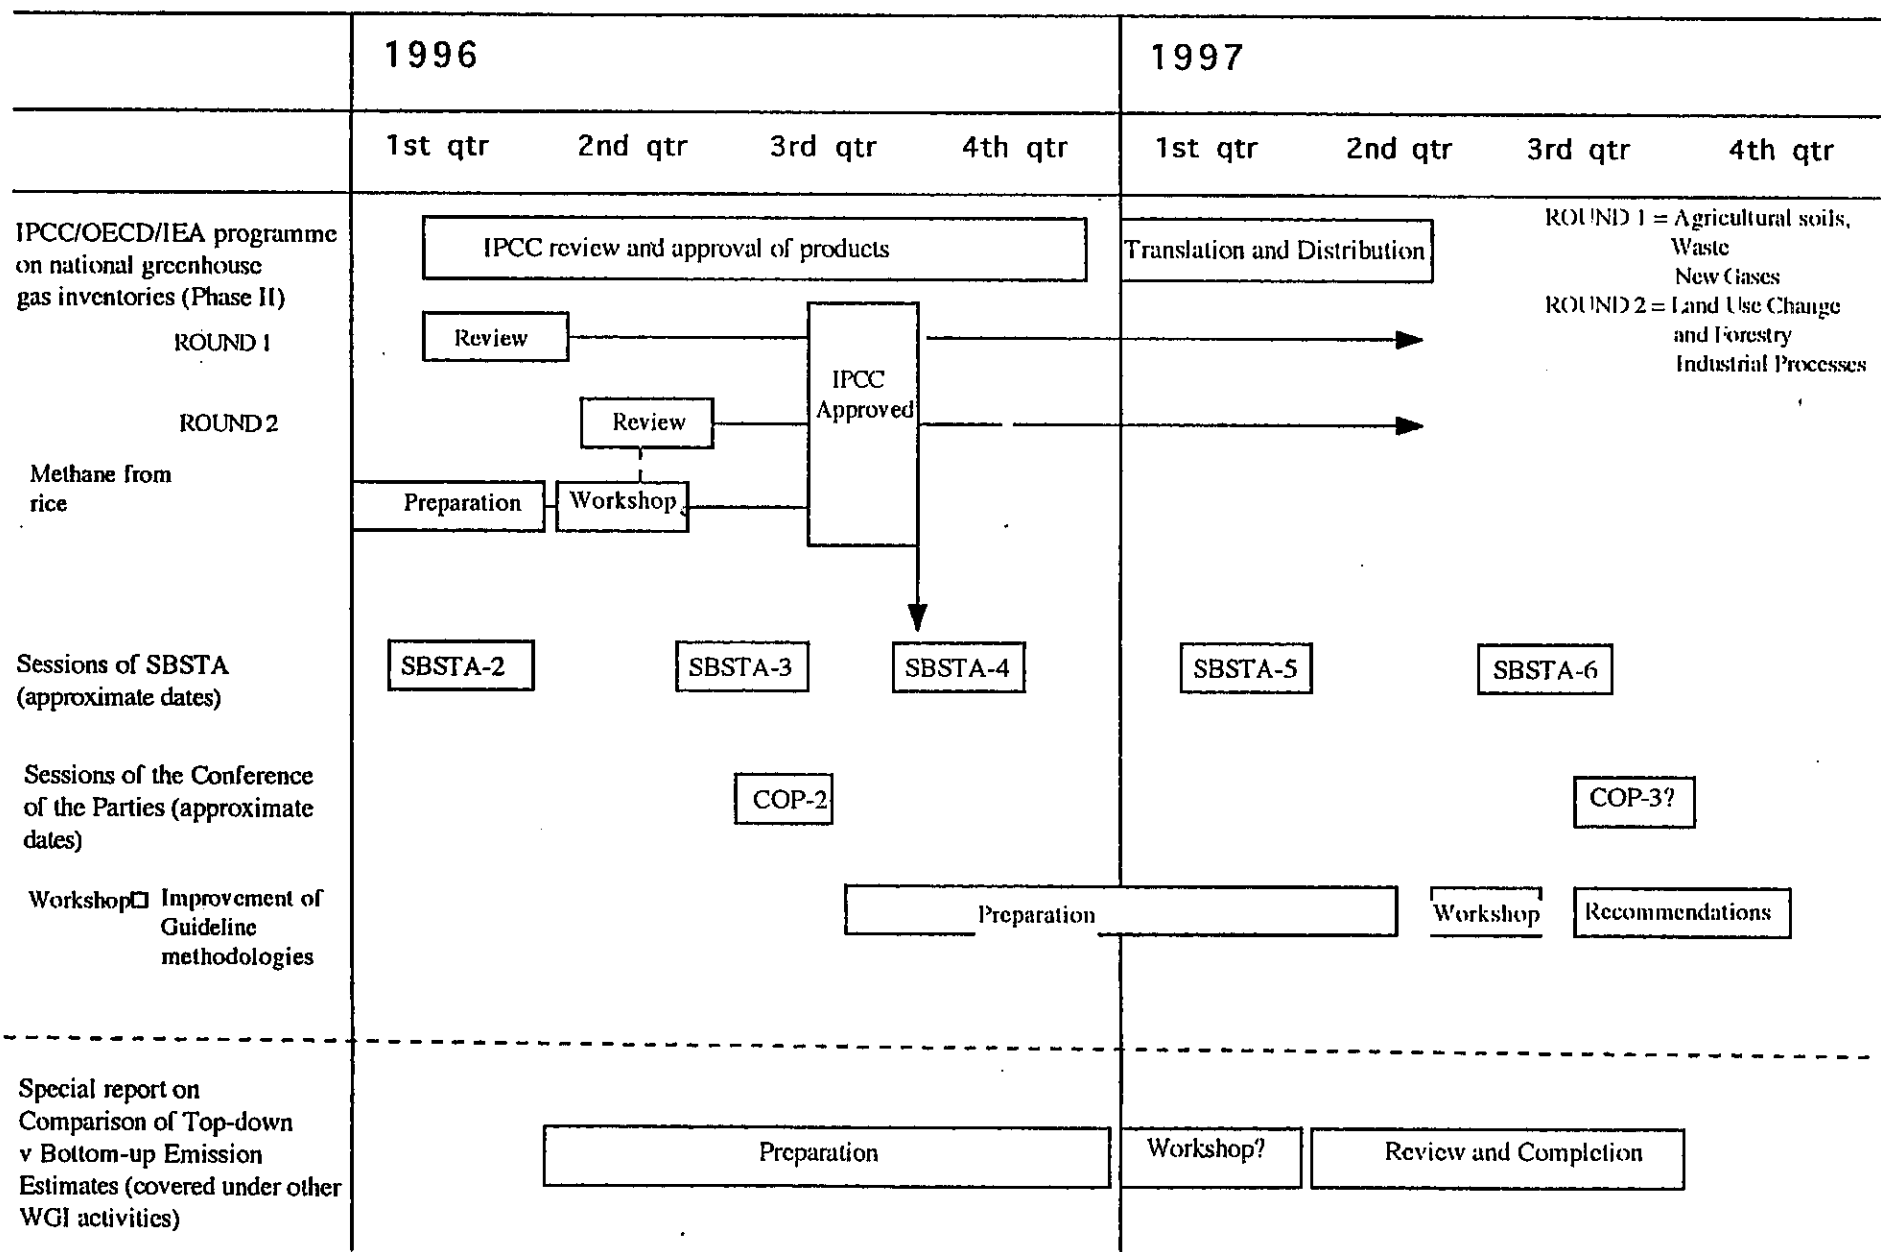 1996
1997
1st qtr 2nd qtr 3rd qtr 4th qtr 1st qtr 2nd qtr 3rd qtr 4th qtr
IPCC/OECD/IEA programme
on national greenhouse
gas inventories (Phase II)
IPCC review and approval of products
Translation and Distribution
ROUND 1 = Agricultural soils,
Waste
New Gases
ROUND 2 = Land Use Change
and Forestry
Industrial Processes
ROUND 1
Review
IPCC
Approved
ROUND 2
Review
Methane from
rice
Preparation
Workshop
Sessions of SBSTA
(approximate dates)
SBSTA-2
SBSTA-3
SBSTA-4
SBSTA-5
SBSTA-6
Sessions of the Conference
of the Parties (approximate
dates)
COP-2
COP-3?
Workshop Improvement of
Guideline
methodologies
Preparation
Workshop
Recommendations
Special report on
Comparison of Top-down
v Bottom-up Emission
Estimates (covered under other
WGI activities)
Preparation
Workshop?
Review and Completion